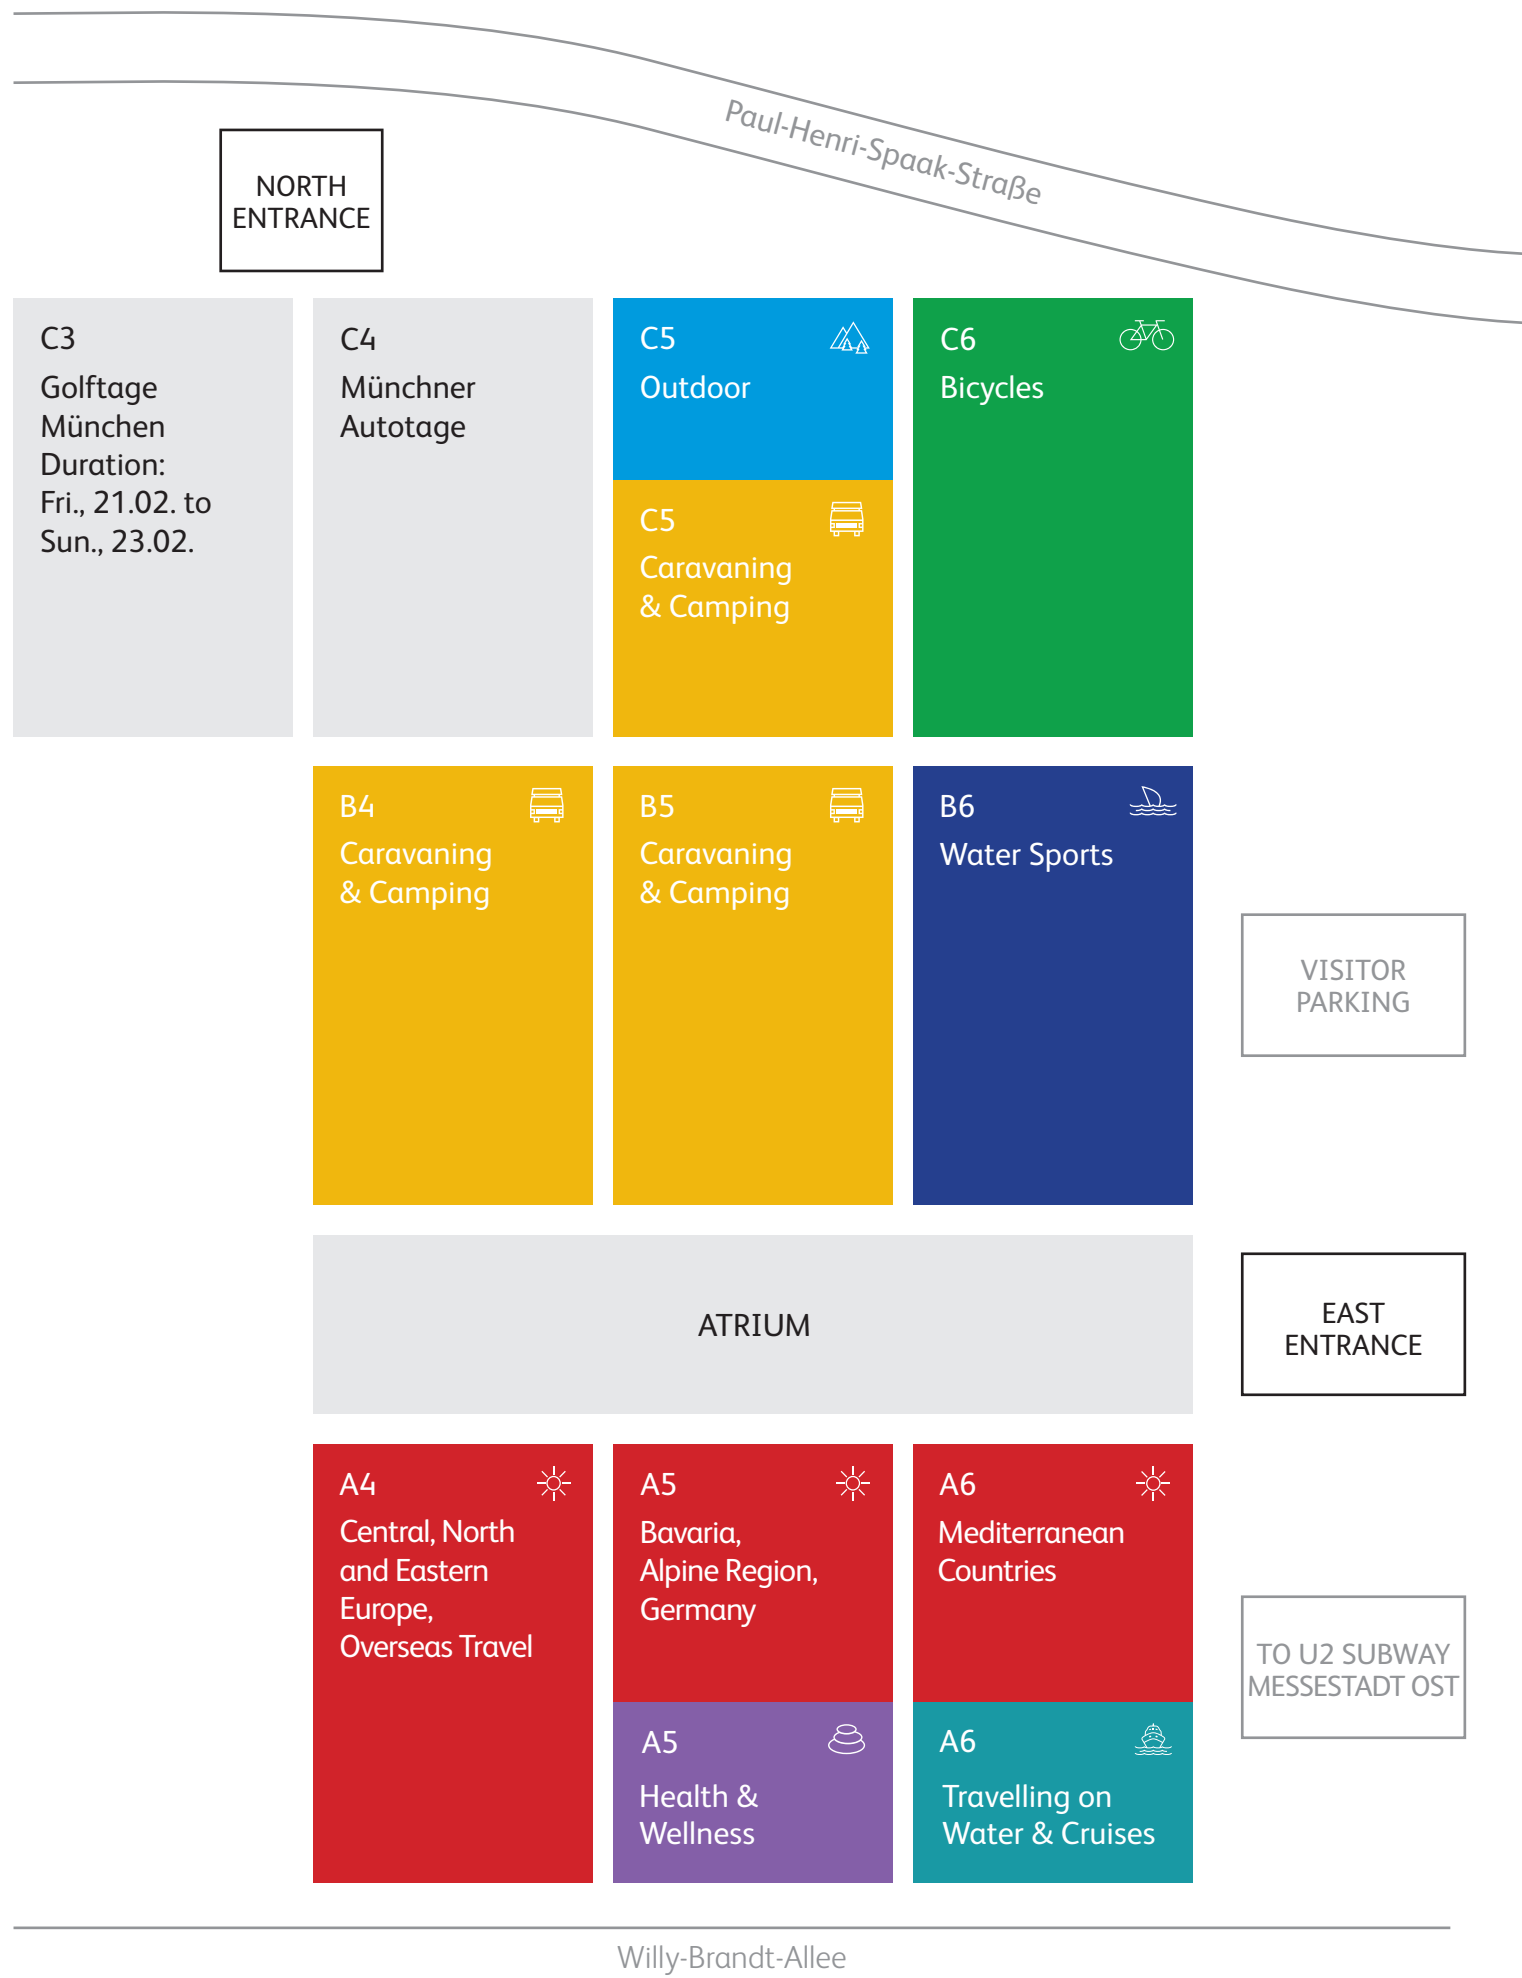 Paul-Henri-Spaak-Straße
NORTH
ENTRANCE
C3
Golftage
München
Duration:
Fri., 21.02. to
Sun., 23.02.
C4
Münchner
Autotage
C5
Outdoor
C5
Caravaning
& Camping
C6
Bicycles
B4
Caravaning
& Camping
B5
Caravaning
& Camping
B6
Water Sports
VISITOR
PARKING
ATRIUM
EAST
ENTRANCE
A4
Central, North
and Eastern
Europe,
Overseas Travel
A5
Bavaria,
Alpine Region,
Germany
A5
Health &
Wellness
A6
Mediterranean
Countries
A6
Travelling on
Water & Cruises
TO U2 SUBWAY
MESSESTADT OST
Willy-Brandt-Allee